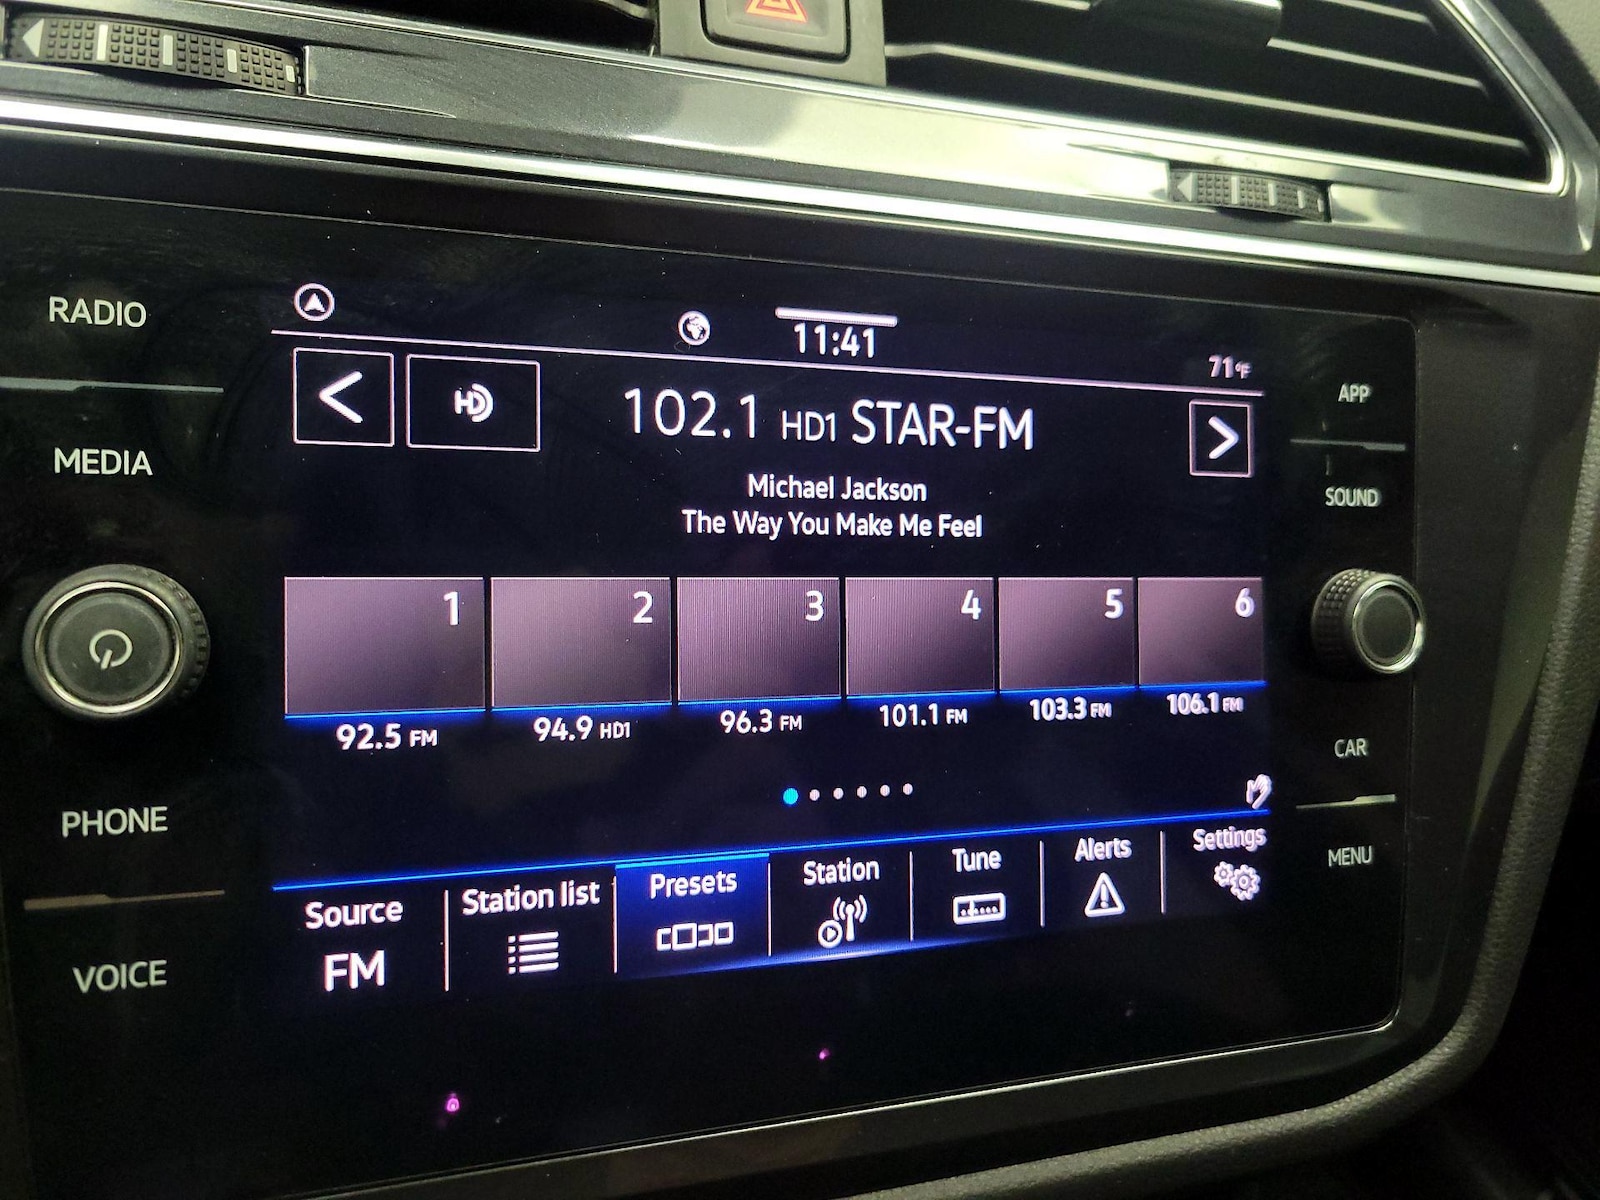 RADIO
MEDIA
PHONE
VOICE
11:41
71°F
HD
102.1 HD1 STAR-FM
Michael Jackson
The Way You Make Me Feel
1 2 3 4 5 6
92.5 FM 94.9 HD1 96.3 FM 101.1 FM 103.3 FM 106.1 FM
Source Station list Presets Station Tune Alerts Settings
FM
APP
SOUND
CAR
MENU